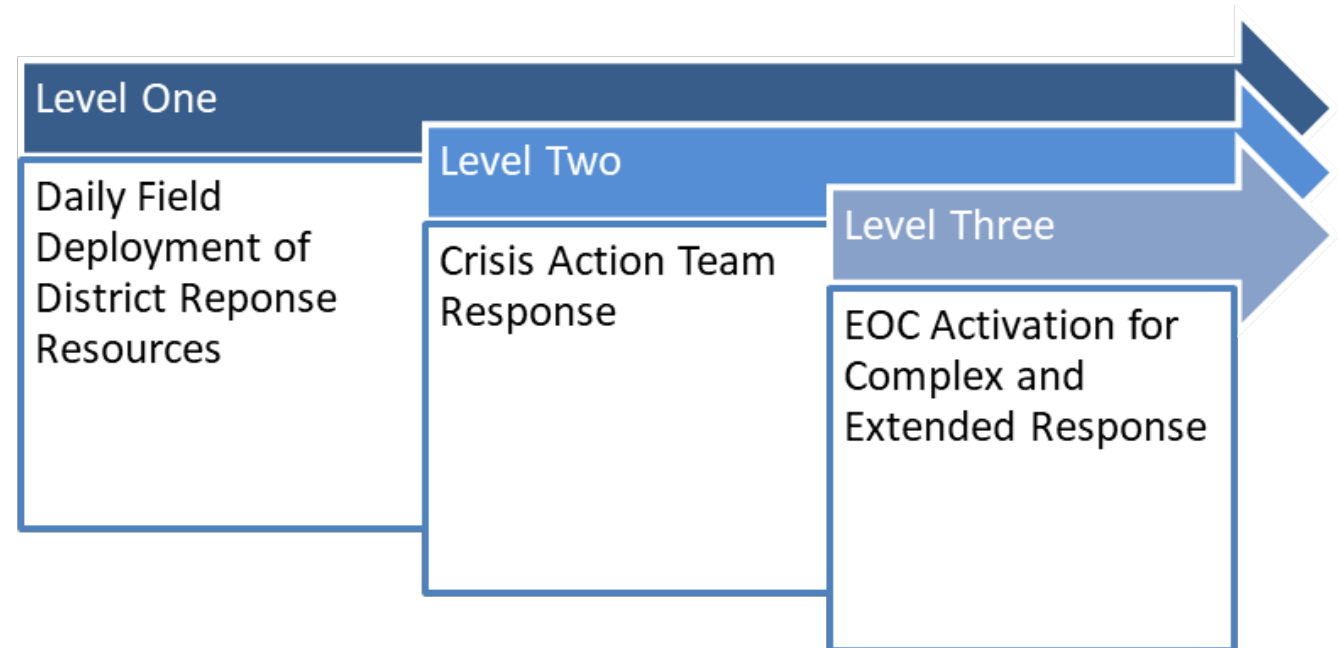 Level One
Daily Field
Deployment of
District Reponse
Resources
Level Two
Crisis Action Team
Response
Level Three
EOC Activation for
Complex and
Extended Response